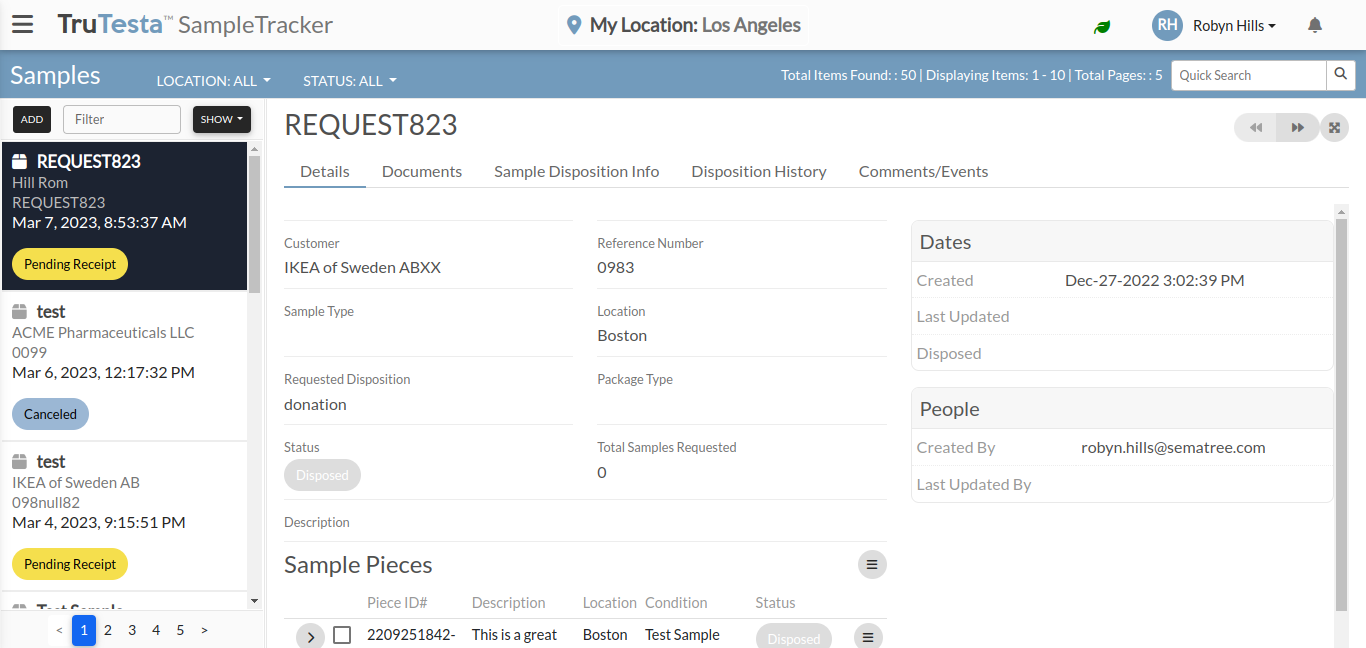 TruTesta™ SampleTracker
My Location: Los Angeles
RH Robyn Hills
Samples
LOCATION: ALL
STATUS: ALL
Total Items Found: : 50 | Displaying Items: 1 - 10 | Total Pages: : 5
Quick Search
ADD
Filter
SHOW
REQUEST823
Hill Rom
REQUEST823
Mar 7, 2023, 8:53:37 AM
Pending Receipt
test
ACME Pharmaceuticals LLC
0099
Mar 6, 2023, 12:17:32 PM
Canceled
test
IKEA of Sweden AB
098null82
Mar 4, 2023, 9:15:51 PM
Pending Receipt
Test Sample
< 1 2 3 4 5 >
REQUEST823
Details Documents Sample Disposition Info Disposition History Comments/Events
Customer
IKEA of Sweden ABXX
Reference Number
0983
Sample Type
Location
Boston
Requested Disposition
donation
Package Type
Status
Disposed
Total Samples Requested
0
Description
Dates
Created Dec-27-2022 3:02:39 PM
Last Updated
Disposed
People
Created By robyn.hills@sematree.com
Last Updated By
Sample Pieces
Piece ID# Description Location Condition Status
2209251842- This is a great Boston Test Sample Disposed